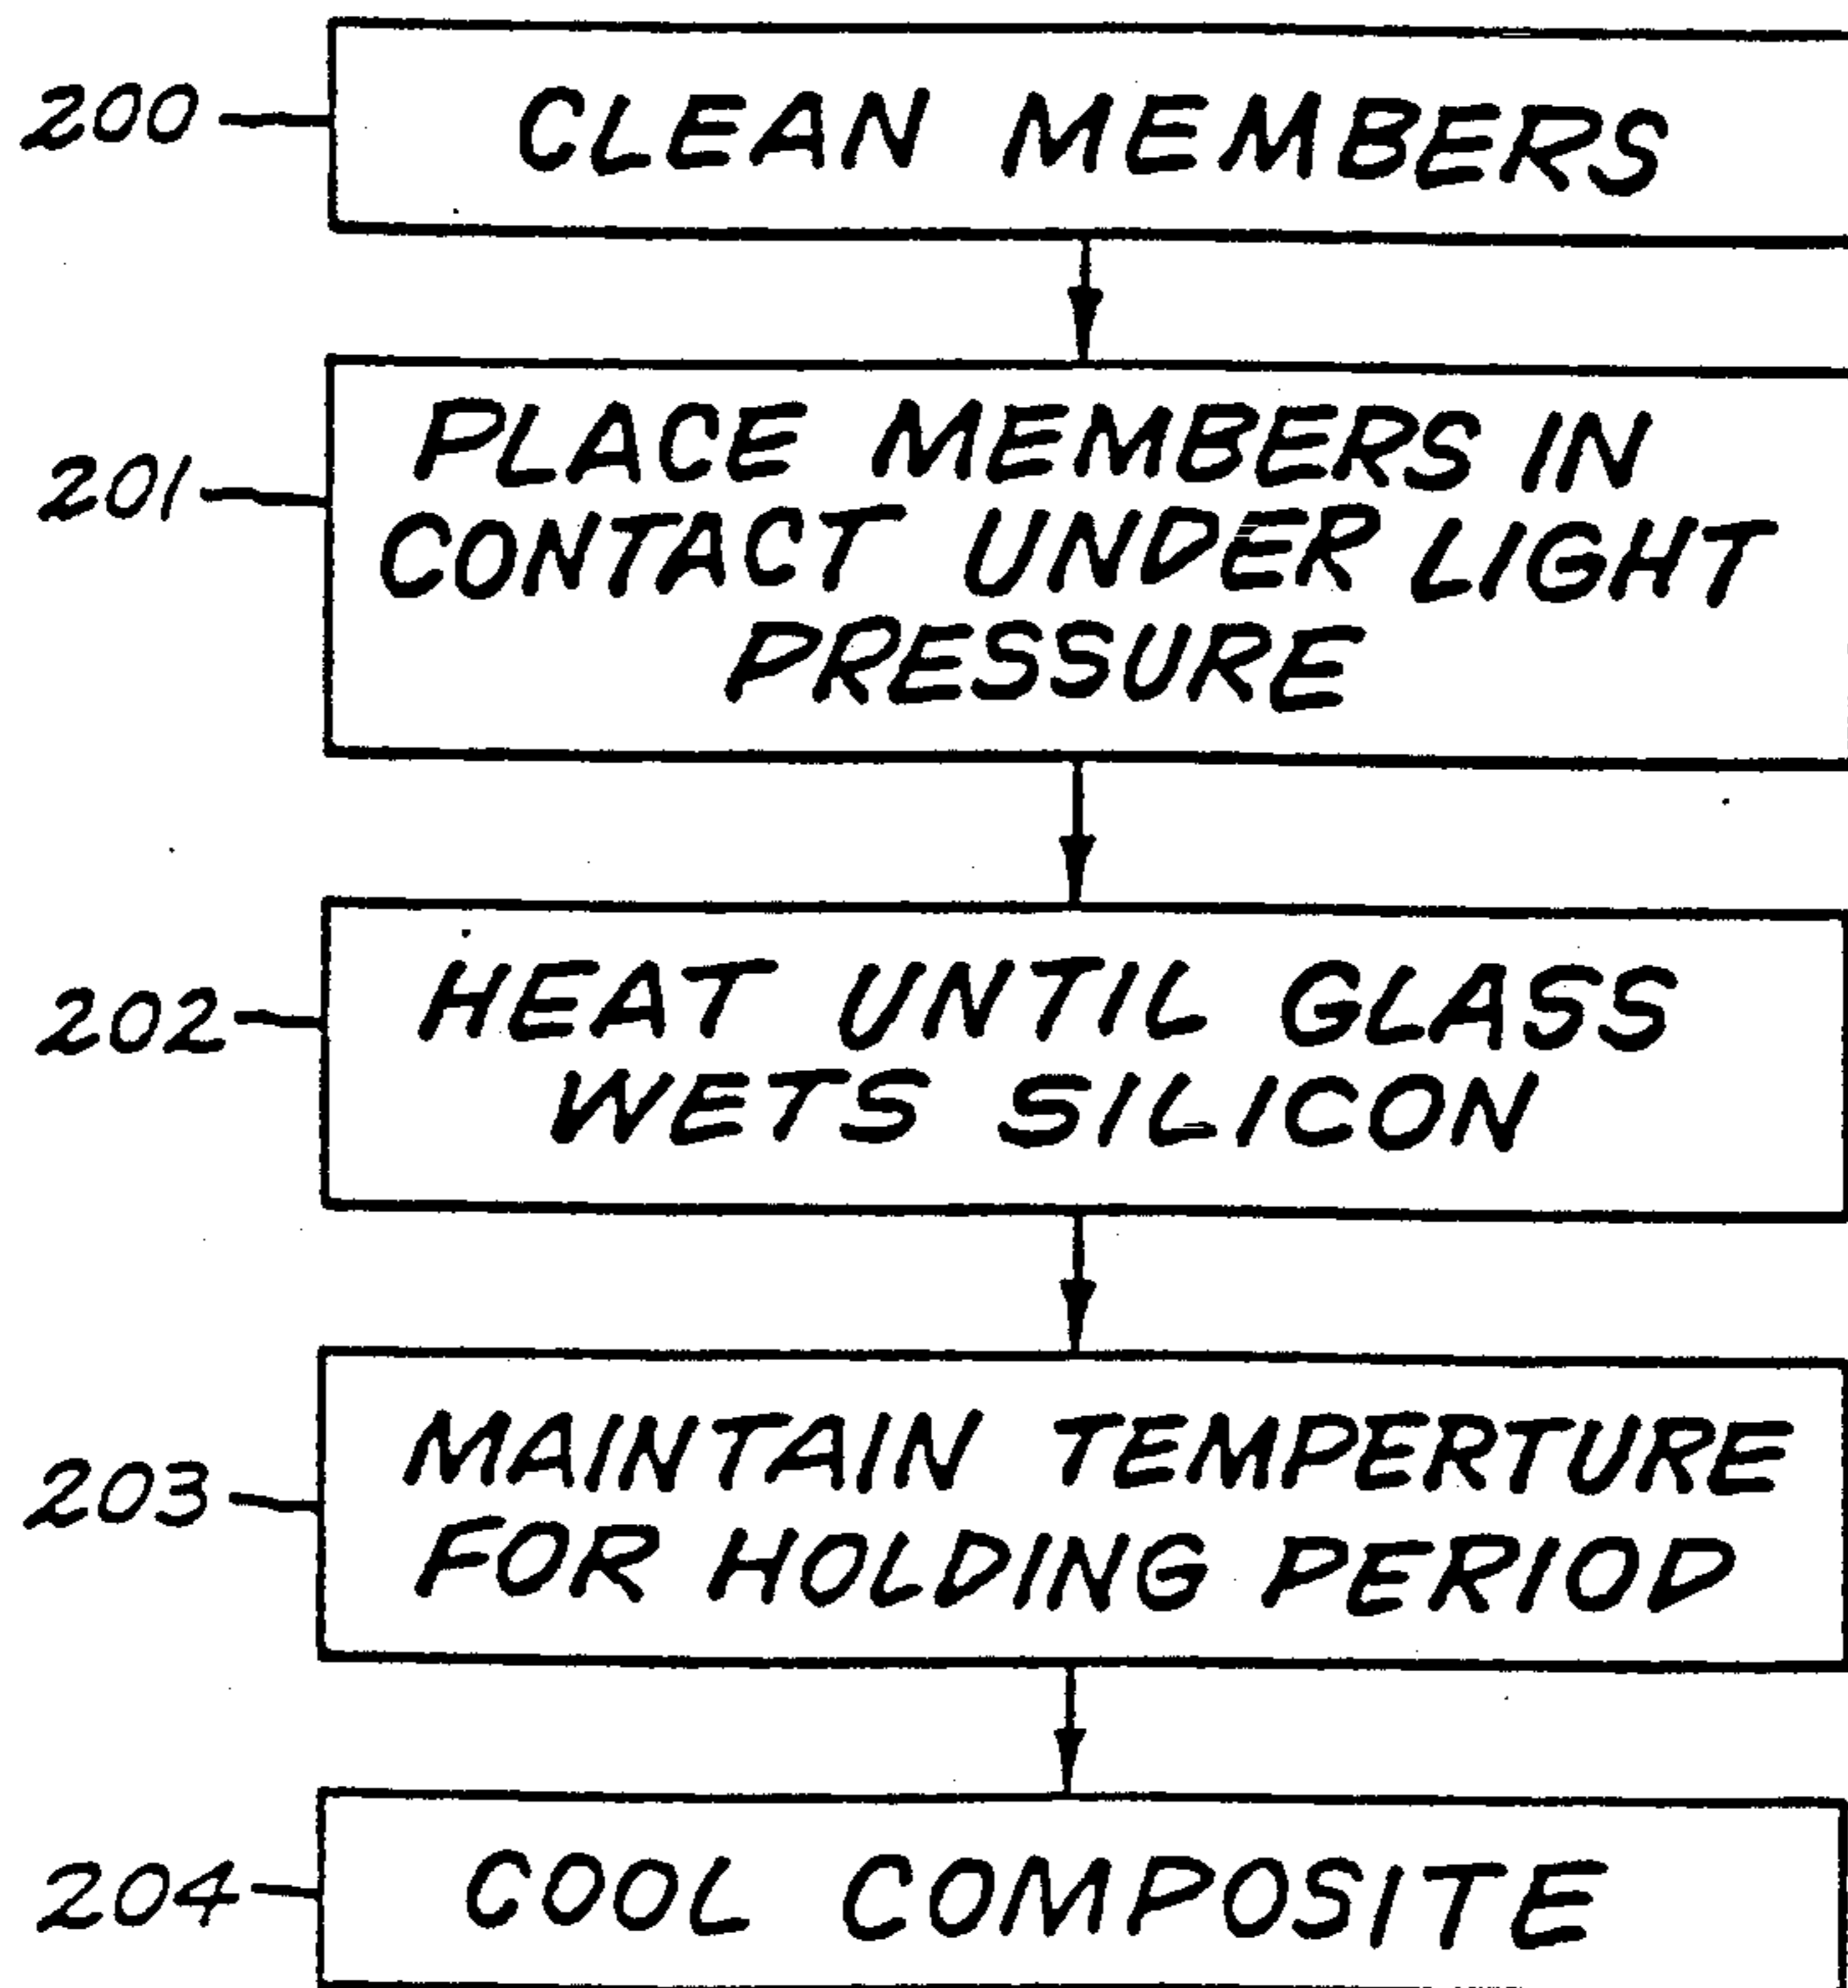 200
CLEAN MEMBERS
201
PLACE MEMBERS IN
CONTACT UNDER LIGHT
PRESSURE
202
HEAT UNTIL GLASS
WETS SILICON
203
MAINTAIN TEMPERTURE
FOR HOLDING PERIOD
204
COOL COMPOSITE